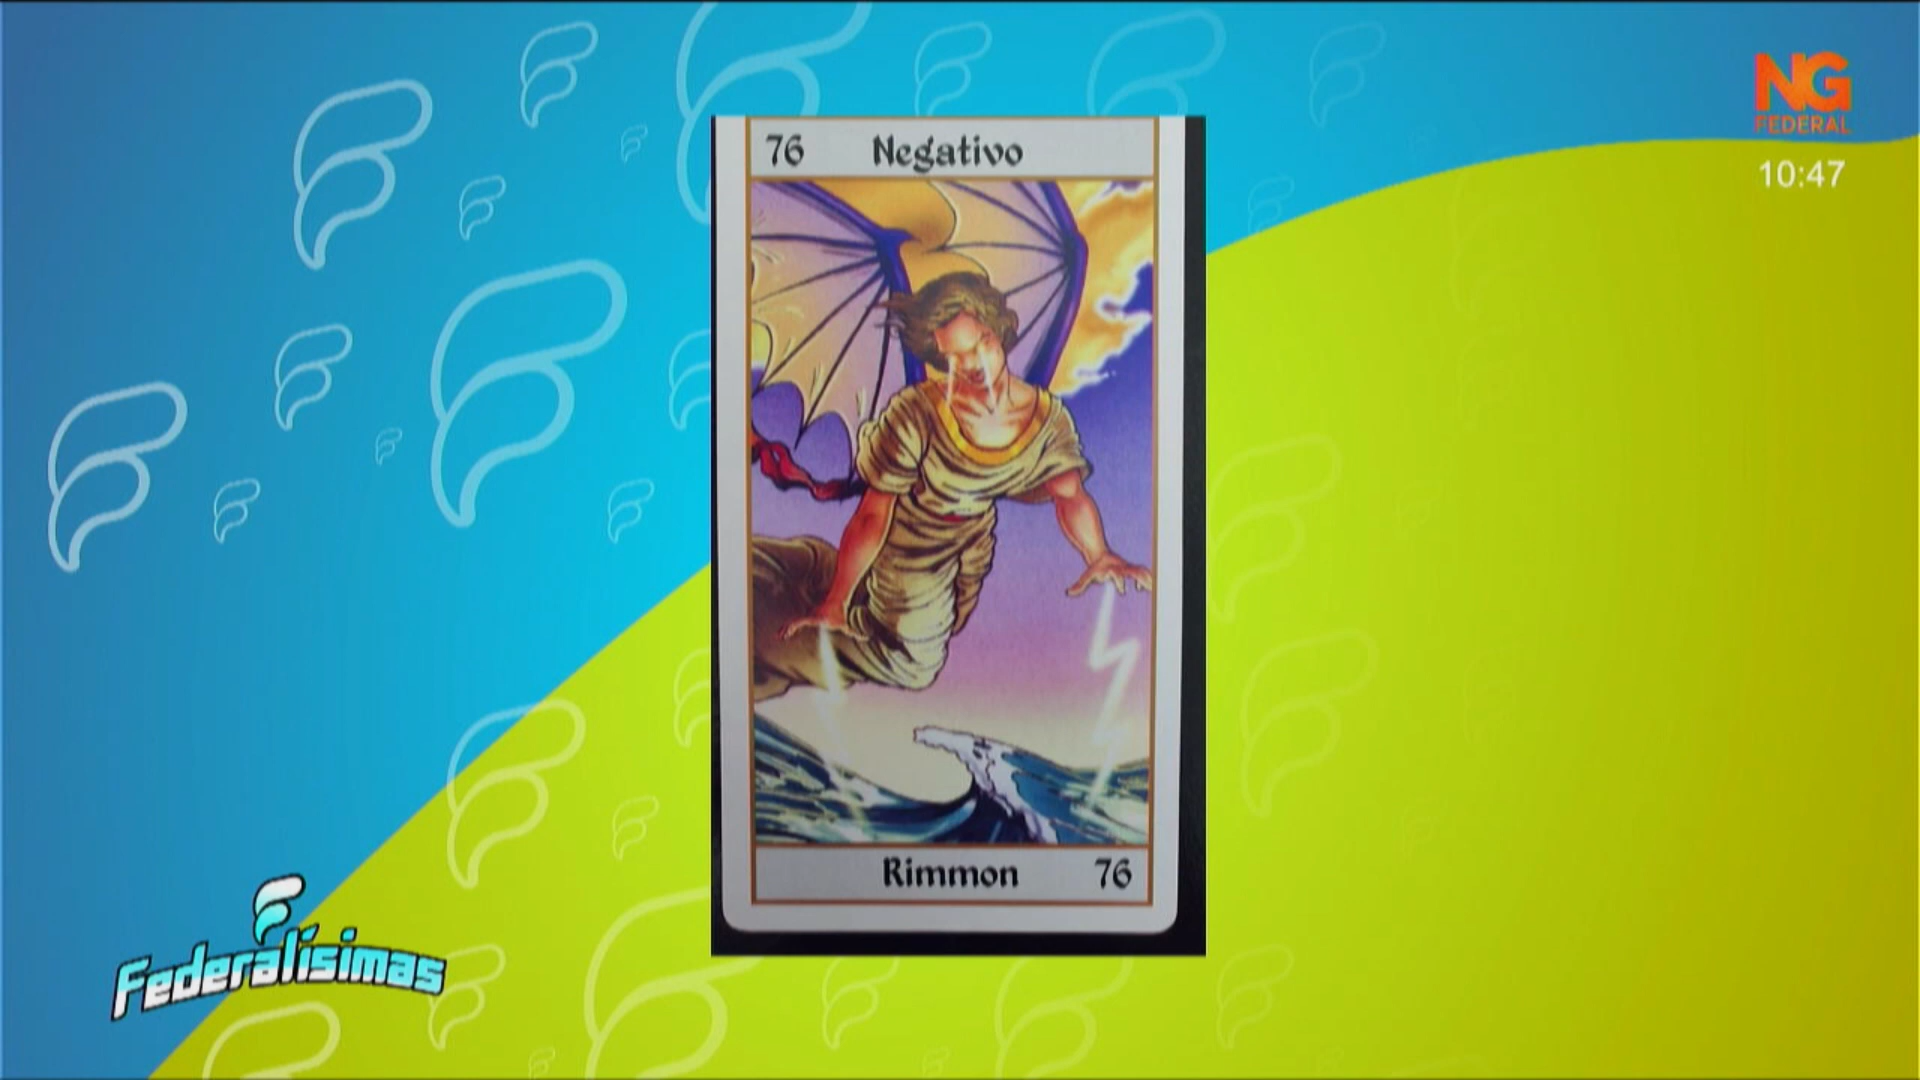 NG
FEDERAL
10:47
76 Negativo
Rimmon 76
Federalísimas